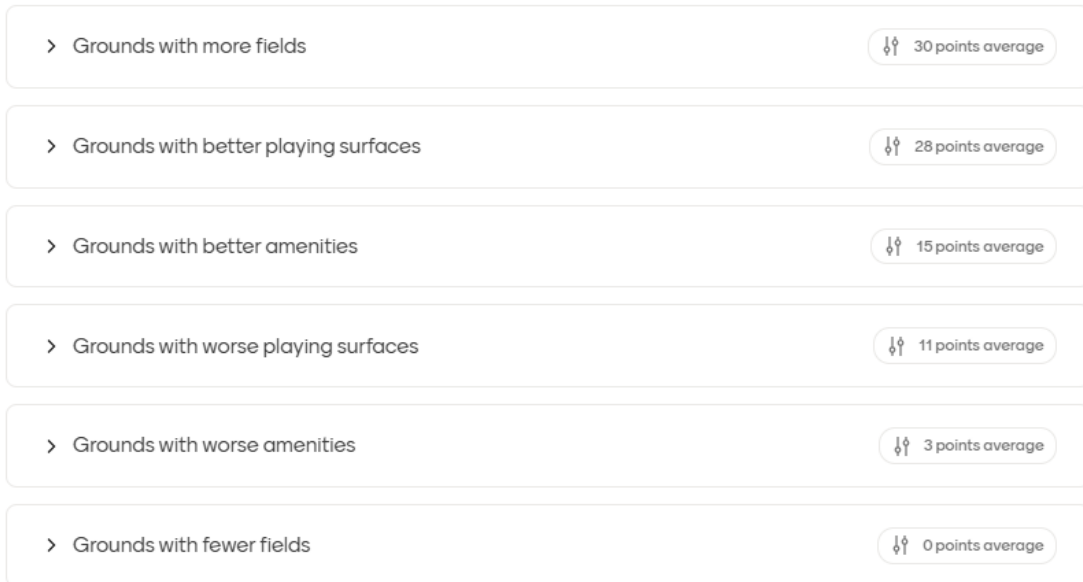 Grounds with more fields 30 points average
Grounds with better playing surfaces 28 points average
Grounds with better amenities 15 points average
Grounds with worse playing surfaces 11 points average
Grounds with worse amenities 3 points average
Grounds with fewer fields 0 points average